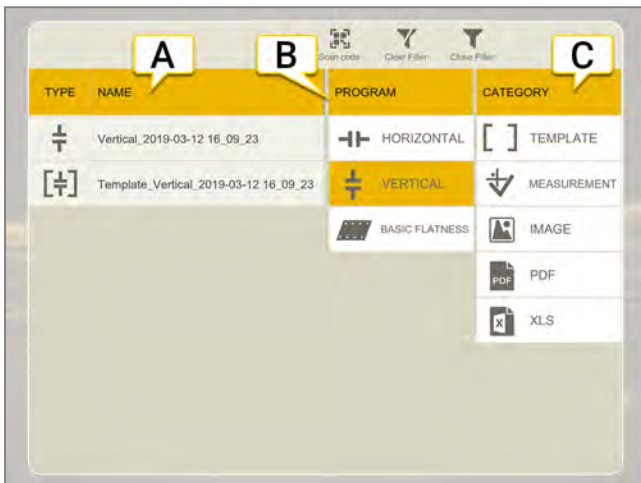 A
B
C
Scan code
Clear Filter
Close Filter
TYPE
NAME
PROGRAM
CATEGORY
Vertical_2019-03-12 16_09_23
HORIZONTAL
TEMPLATE
Template_Vertical_2019-03-12 16_09_23
VERTICAL
MEASUREMENT
BASIC FLATNESS
IMAGE
PDF
PDF
X
XLS